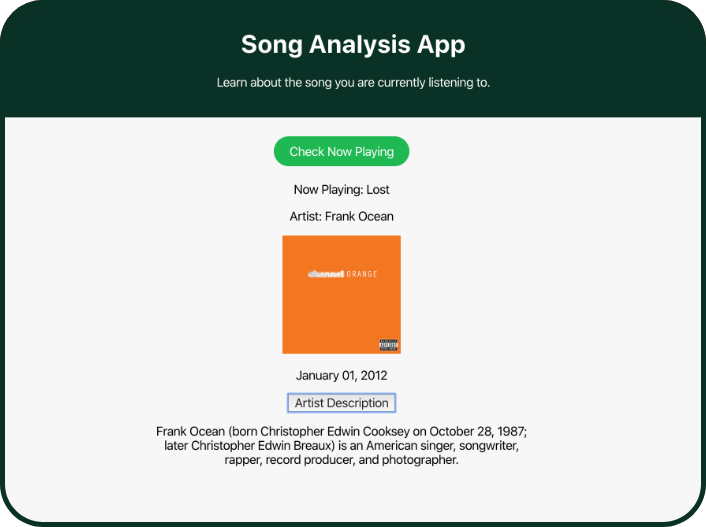 Song Analysis App
Learn about the song you are currently listening to.
Check Now Playing
Now Playing: Lost
Artist: Frank Ocean
channel ORANGE
January 01, 2012
Artist Description
Frank Ocean (born Christopher Edwin Cooksey on October 28, 1987;
later Christopher Edwin Breaux) is an American singer, songwriter,
rapper, record producer, and photographer.